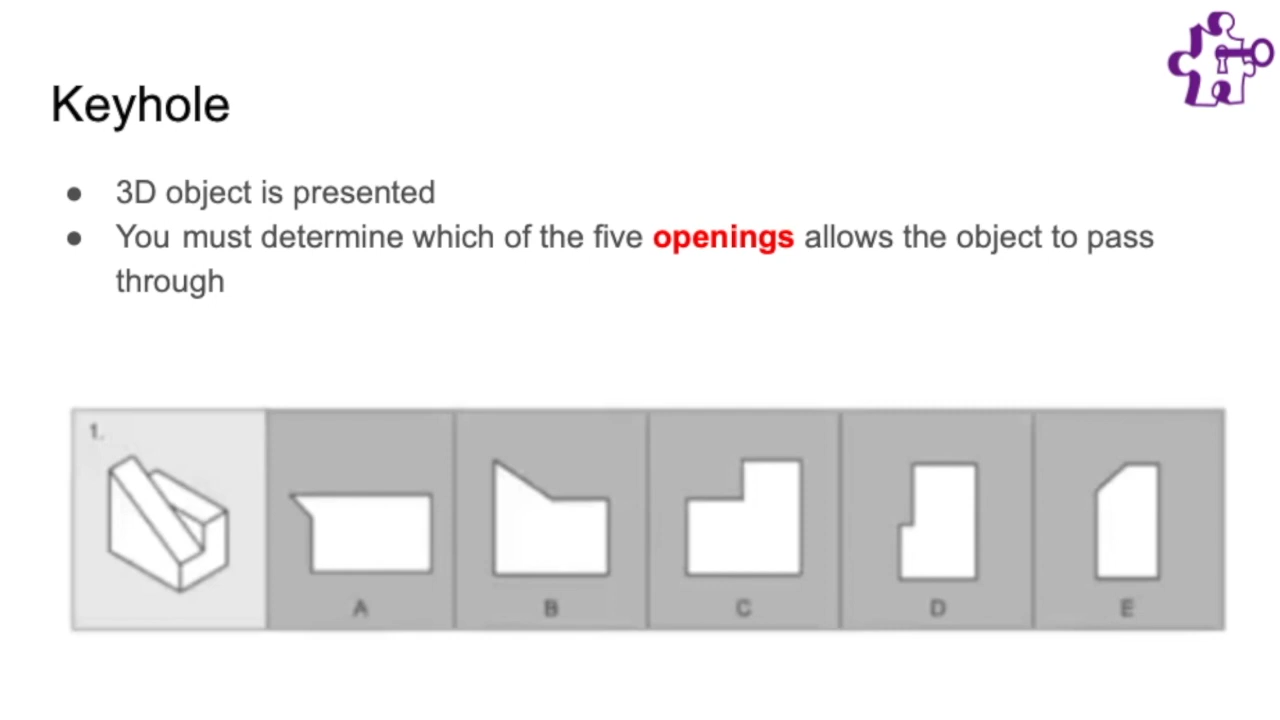 Keyhole
● 3D object is presented
● You must determine which of the five openings allows the object to pass
through
1.
A B C D E